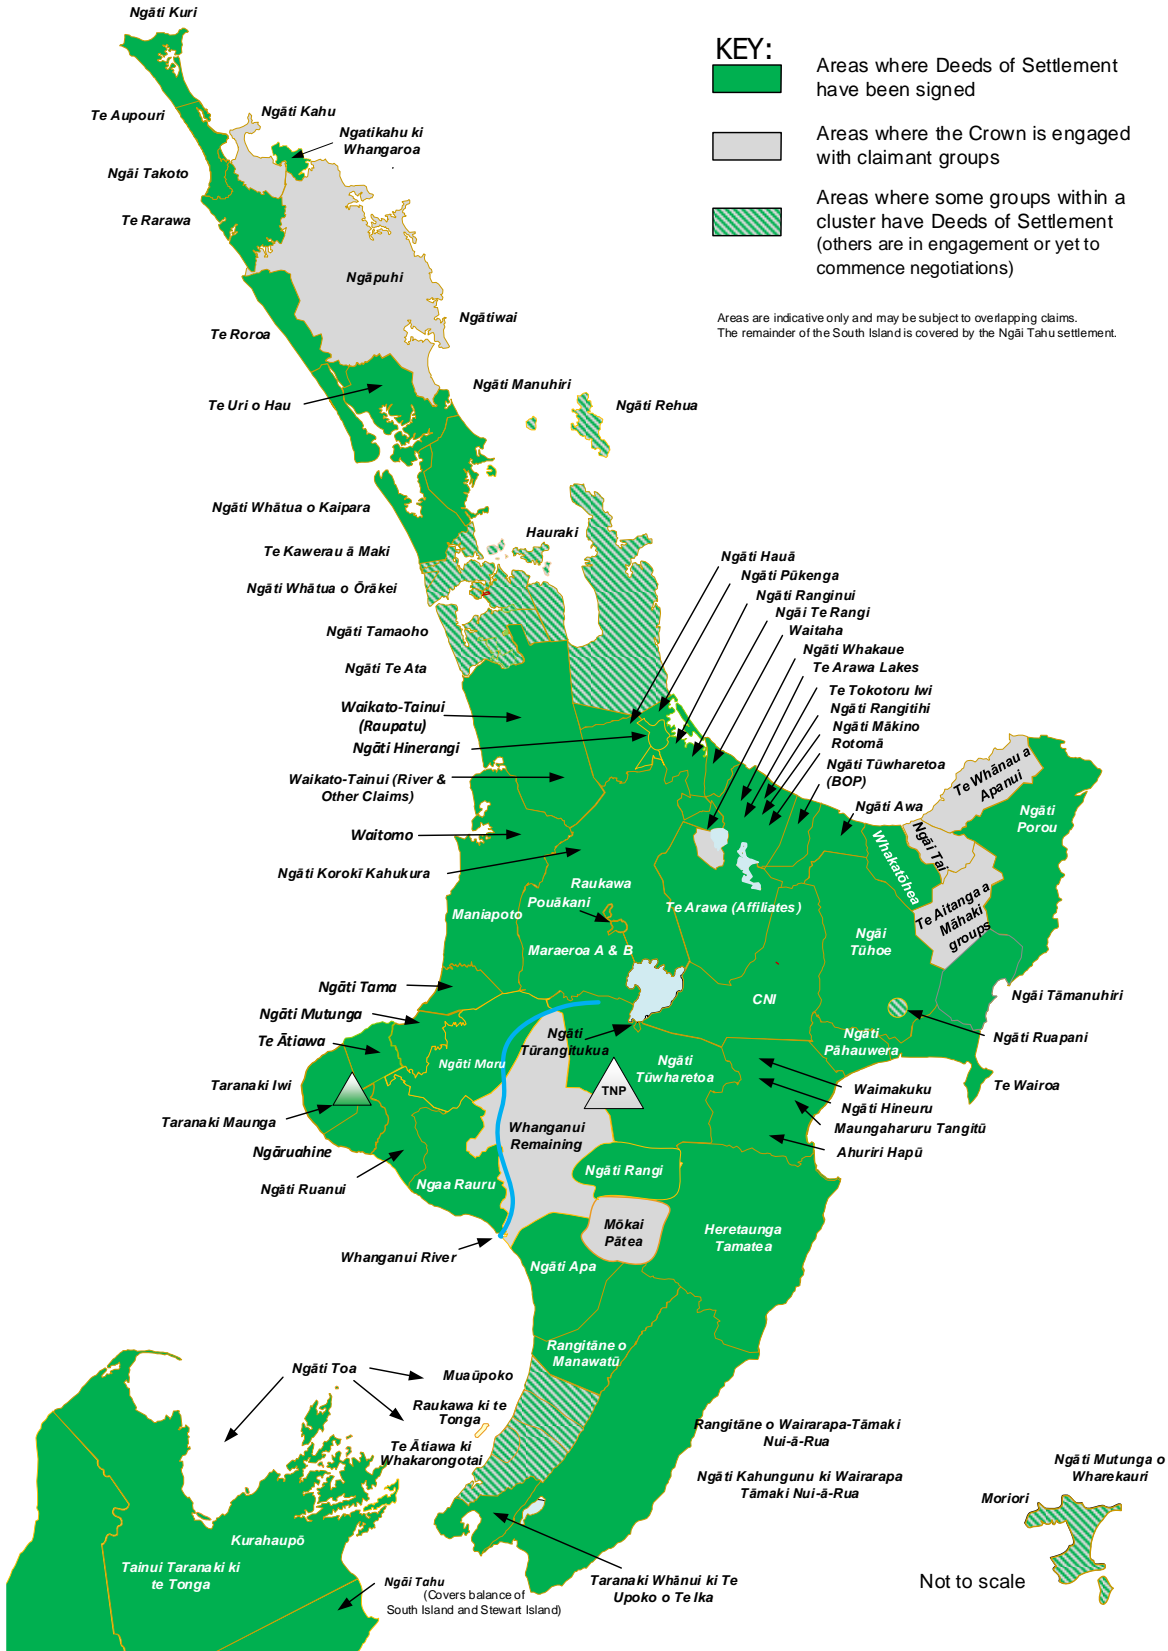 Ngāti Kuri
KEY:
Areas where Deeds of Settlement
have been signed
Areas where the Crown is engaged
with claimant groups
Areas where some groups within a
cluster have Deeds of Settlement
(others are in engagement or yet to
commence negotiations)
Areas are indicative only and may be subject to overlapping claims.
The remainder of the South Island is covered by the Ngāi Tahu settlement.
Te Aupouri
Ngāti Kahu
Ngatikahu ki
Whangaroa
Ngāi Takoto
Te Rarawa
Ngāpuhi
Ngātiwai
Te Roroa
Ngāti Manuhiri
Te Uri o Hau
Ngāti Rehua
Ngāti Whātua o Kaipara
Hauraki
Te Kawerau ā Maki
Ngāti Whātua o Ōrākei
Ngāti Tamaoho
Ngāti Te Ata
Ngāti Hauā
Ngāti Pūkenga
Ngāti Ranginui
Ngāi Te Rangi
Waitaha
Ngāti Whakaue
Te Arawa Lakes
Te Tokotoru Iwi
Ngāti Rangitihi
Ngāti Mākino
Rotomā
Ngāti Tūwharetoa
(BOP)
Ngāti Awa
Waikato-Tainui
(Raupatu)
Ngāti Hinerangi
Waikato-Tainui (River &
Other Claims)
Waitomo
Ngāti Korokī Kahukura
Te Whānau a
Apanui
Ngāti
Porou
Ngāi Tai
Whakatōhea
Te Aitanga a
Māhaki
groups
Raukawa
Pouākani
Te Arawa (Affiliates)
Maniapoto
Maraeroa A & B
Ngāi
Tūhoe
CNI
Ngāti Tama
Ngāti Mutunga
Te Ātiawa
Ngāti Maru
Ngāti
Tūrangitukua
Ngāi Tāmanuhiri
Ngāti Ruapani
Ngāti
Pāhauwera
Te Wairoa
Taranaki Iwi
Taranaki Maunga
TNP
Ngāti
Tūwharetoa
Waimakuku
Ngāti Hineuru
Maungaharuru Tangitū
Ahuriri Hapū
Whanganui
Remaining
Ngāruahine
Ngāti Ruanui
Ngaa Rauru
Ngāti Rangi
Mōkai
Pātea
Heretaunga
Tamatea
Whanganui River
Ngāti Apa
Rangitāne o
Manawatū
Ngāti Toa
Muaūpoko
Raukawa ki te
Tonga
Te Ātiawa ki
Whakarongotai
Rangitāne o Wairarapa-Tāmaki
Nui-ā-Rua
Ngāti Kahungunu ki Wairarapa
Tāmaki Nui-ā-Rua
Ngāti Mutunga o
Wharekauri
Moriori
Not to scale
Kurahaupō
Tainui Taranaki ki
te Tonga
Ngāi Tahu
(Covers balance of
South Island and Stewart Island)
Taranaki Whānui ki Te
Upoko o Te Ika